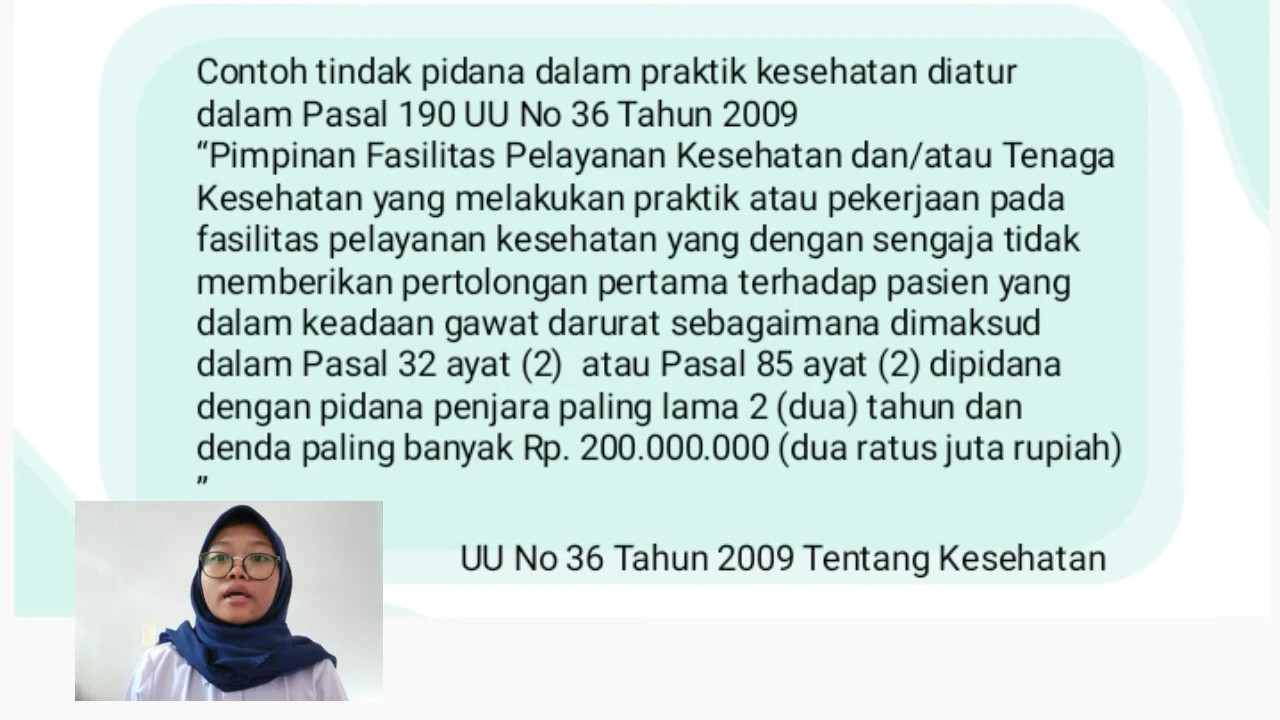 Contoh tindak pidana dalam praktik kesehatan diatur
dalam Pasal 190 UU No 36 Tahun 2009
“Pimpinan Fasilitas Pelayanan Kesehatan dan/atau Tenaga
Kesehatan yang melakukan praktik atau pekerjaan pada
fasilitas pelayanan kesehatan yang dengan sengaja tidak
memberikan pertolongan pertama terhadap pasien yang
dalam keadaan gawat darurat sebagaimana dimaksud
dalam Pasal 32 ayat (2)  atau Pasal 85 ayat (2) dipidana
dengan pidana penjara paling lama 2 (dua) tahun dan
denda paling banyak Rp. 200.000.000 (dua ratus juta rupiah)
”
UU No 36 Tahun 2009 Tentang Kesehatan